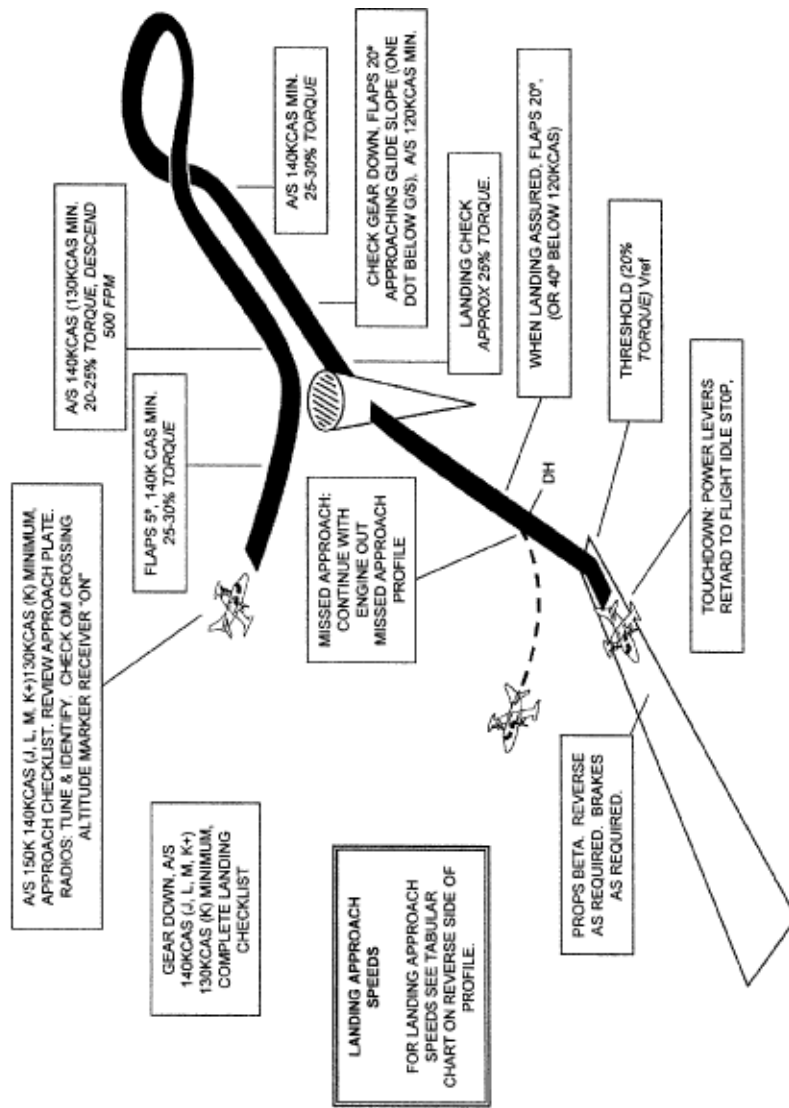 A/S 150K 140KCAS (J, L, M, K+)130KCAS (K) MINIMUM,
APPROACH CHECKLIST. REVIEW APPROACH PLATE.
RADIOS: TUNE & IDENTIFY. CHECK OM CROSSING
ALTITUDE MARKER RECEIVER "ON"
GEAR DOWN, A/S
140KCAS (J, L, M, K+)
130KCAS (K) MINIMUM,
COMPLETE LANDING
CHECKLIST
FLAPS 5º, 140K CAS MIN.
25-30% TORQUE
A/S 140KCAS (130KCAS MIN.
20-25% TORQUE, DESCEND
500 FPM
A/S 140KCAS MIN.
25-30% TORQUE
CHECK GEAR DOWN, FLAPS 20º
APPROACHING GLIDE SLOPE (ONE
DOT BELOW G/S). A/S 120KCAS MIN.
LANDING CHECK
APPROX 25% TORQUE.
MISSED APPROACH:
CONTINUE WITH
ENGINE OUT
MISSED APPROACH
PROFILE
DH
WHEN LANDING ASSURED, FLAPS 20º,
(OR 40º BELOW 120KCAS)
LANDING APPROACH
SPEEDS
FOR LANDING APPROACH
SPEEDS SEE TABULAR
CHART ON REVERSE SIDE OF
PROFILE.
THRESHOLD (20%
TORQUE) Vref
PROPS BETA. REVERSE
AS REQUIRED. BRAKES
AS REQUIRED.
TOUCHDOWN: POWER LEVERS
RETARD TO FLIGHT IDLE STOP,